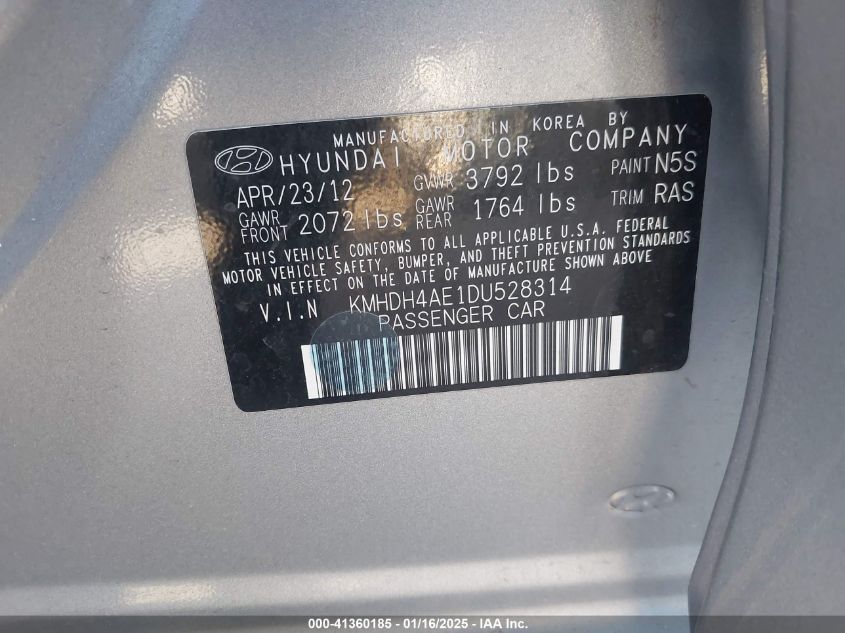 MANUFACTURED IN KOREA BY
HYUNDAI MOTOR COMPANY
APR/23/12 GVWR 3792 lbs PAINT N5S
GAWR FRONT 2072 lbs GAWR REAR 1764 lbs TRIM RAS
THIS VEHICLE CONFORMS TO ALL APPLICABLE U.S.A. FEDERAL
MOTOR VEHICLE SAFETY, BUMPER, AND THEFT PREVENTION STANDARDS
IN EFFECT ON THE DATE OF MANUFACTURE SHOWN ABOVE
V.I.N KMHDH4AE1DU528314
PASSENGER CAR
000-41360185 - 01/16/2025 - IAA Inc.